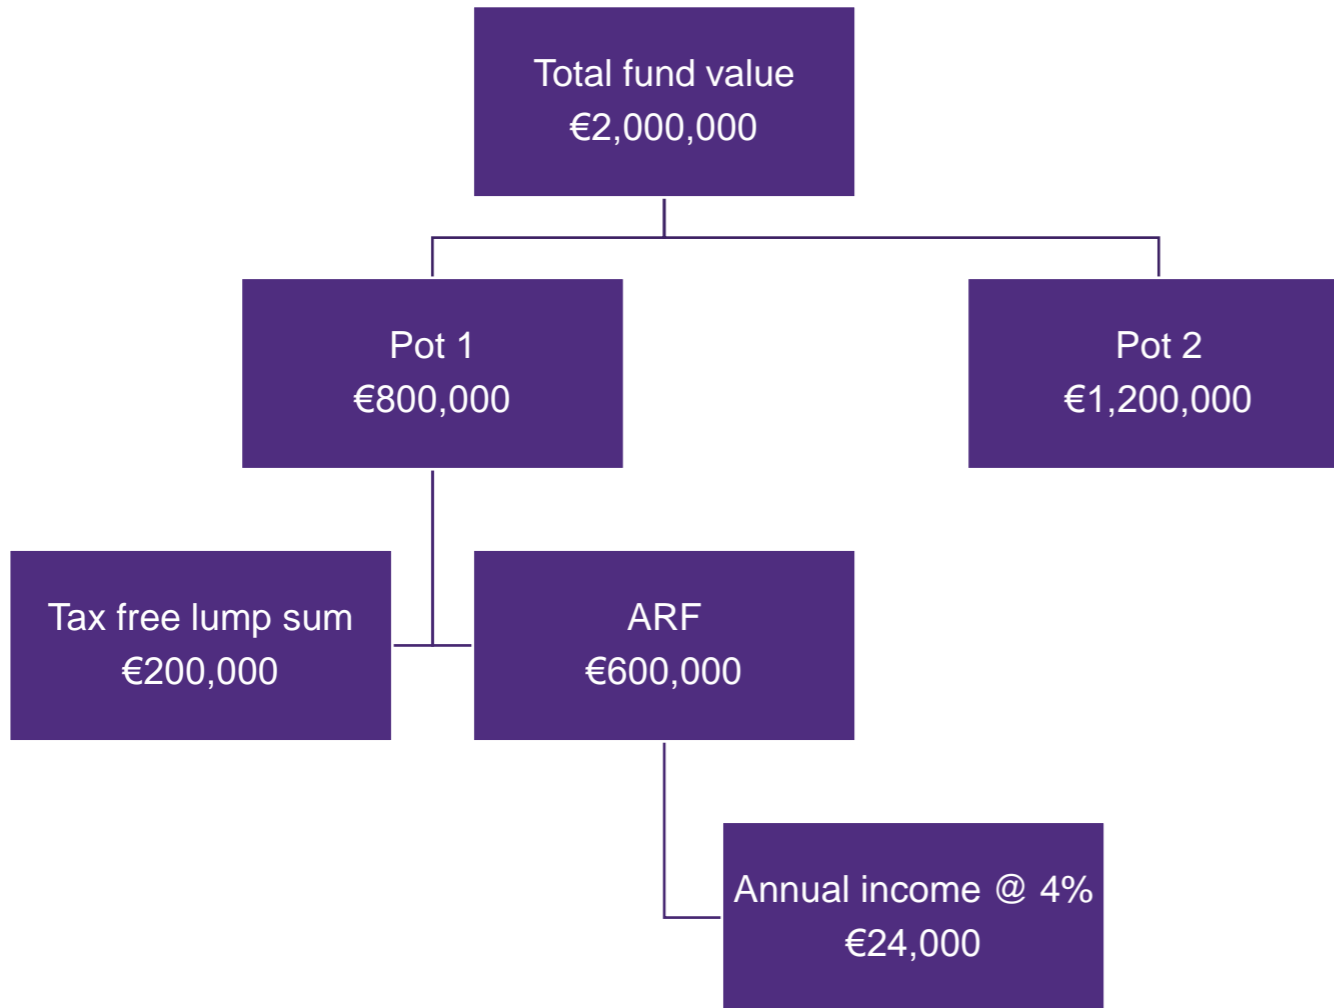 Total fund value
€2,000,000
Pot 1
€800,000
Pot 2
€1,200,000
Tax free lump sum
€200,000
ARF
€600,000
Annual income @ 4%
€24,000